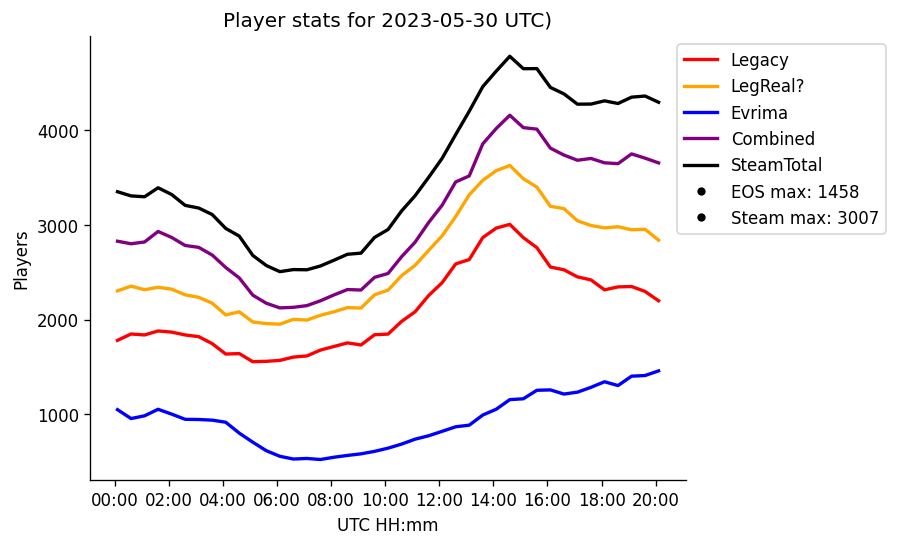 Player stats for 2023-05-30 UTC)
Legacy
LegReal?
Evrima
Combined
SteamTotal
EOS max: 1458
Steam max: 3007
Players
4000
3000
2000
1000
00:00 02:00 04:00 06:00 08:00 10:00 12:00 14:00 16:00 18:00 20:00
UTC HH:mm